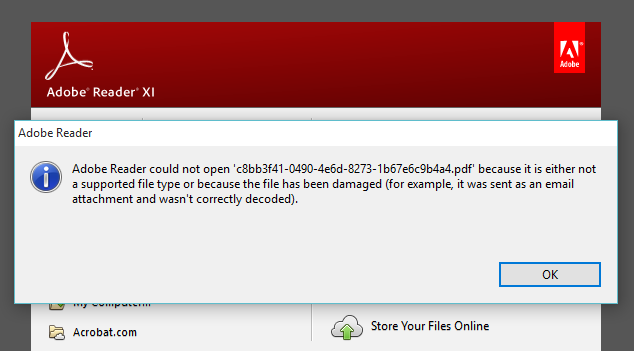 Adobe® Reader® XI
Adobe
Adobe Reader
Adobe Reader could not open 'c8bb3f41-0490-4e6d-8273-1b67e6c9b4a4.pdf' because it is either not
a supported file type or because the file has been damaged (for example, it was sent as an email
attachment and wasn't correctly decoded).
OK
My Computer...
Acrobat.com
Store Your Files Online